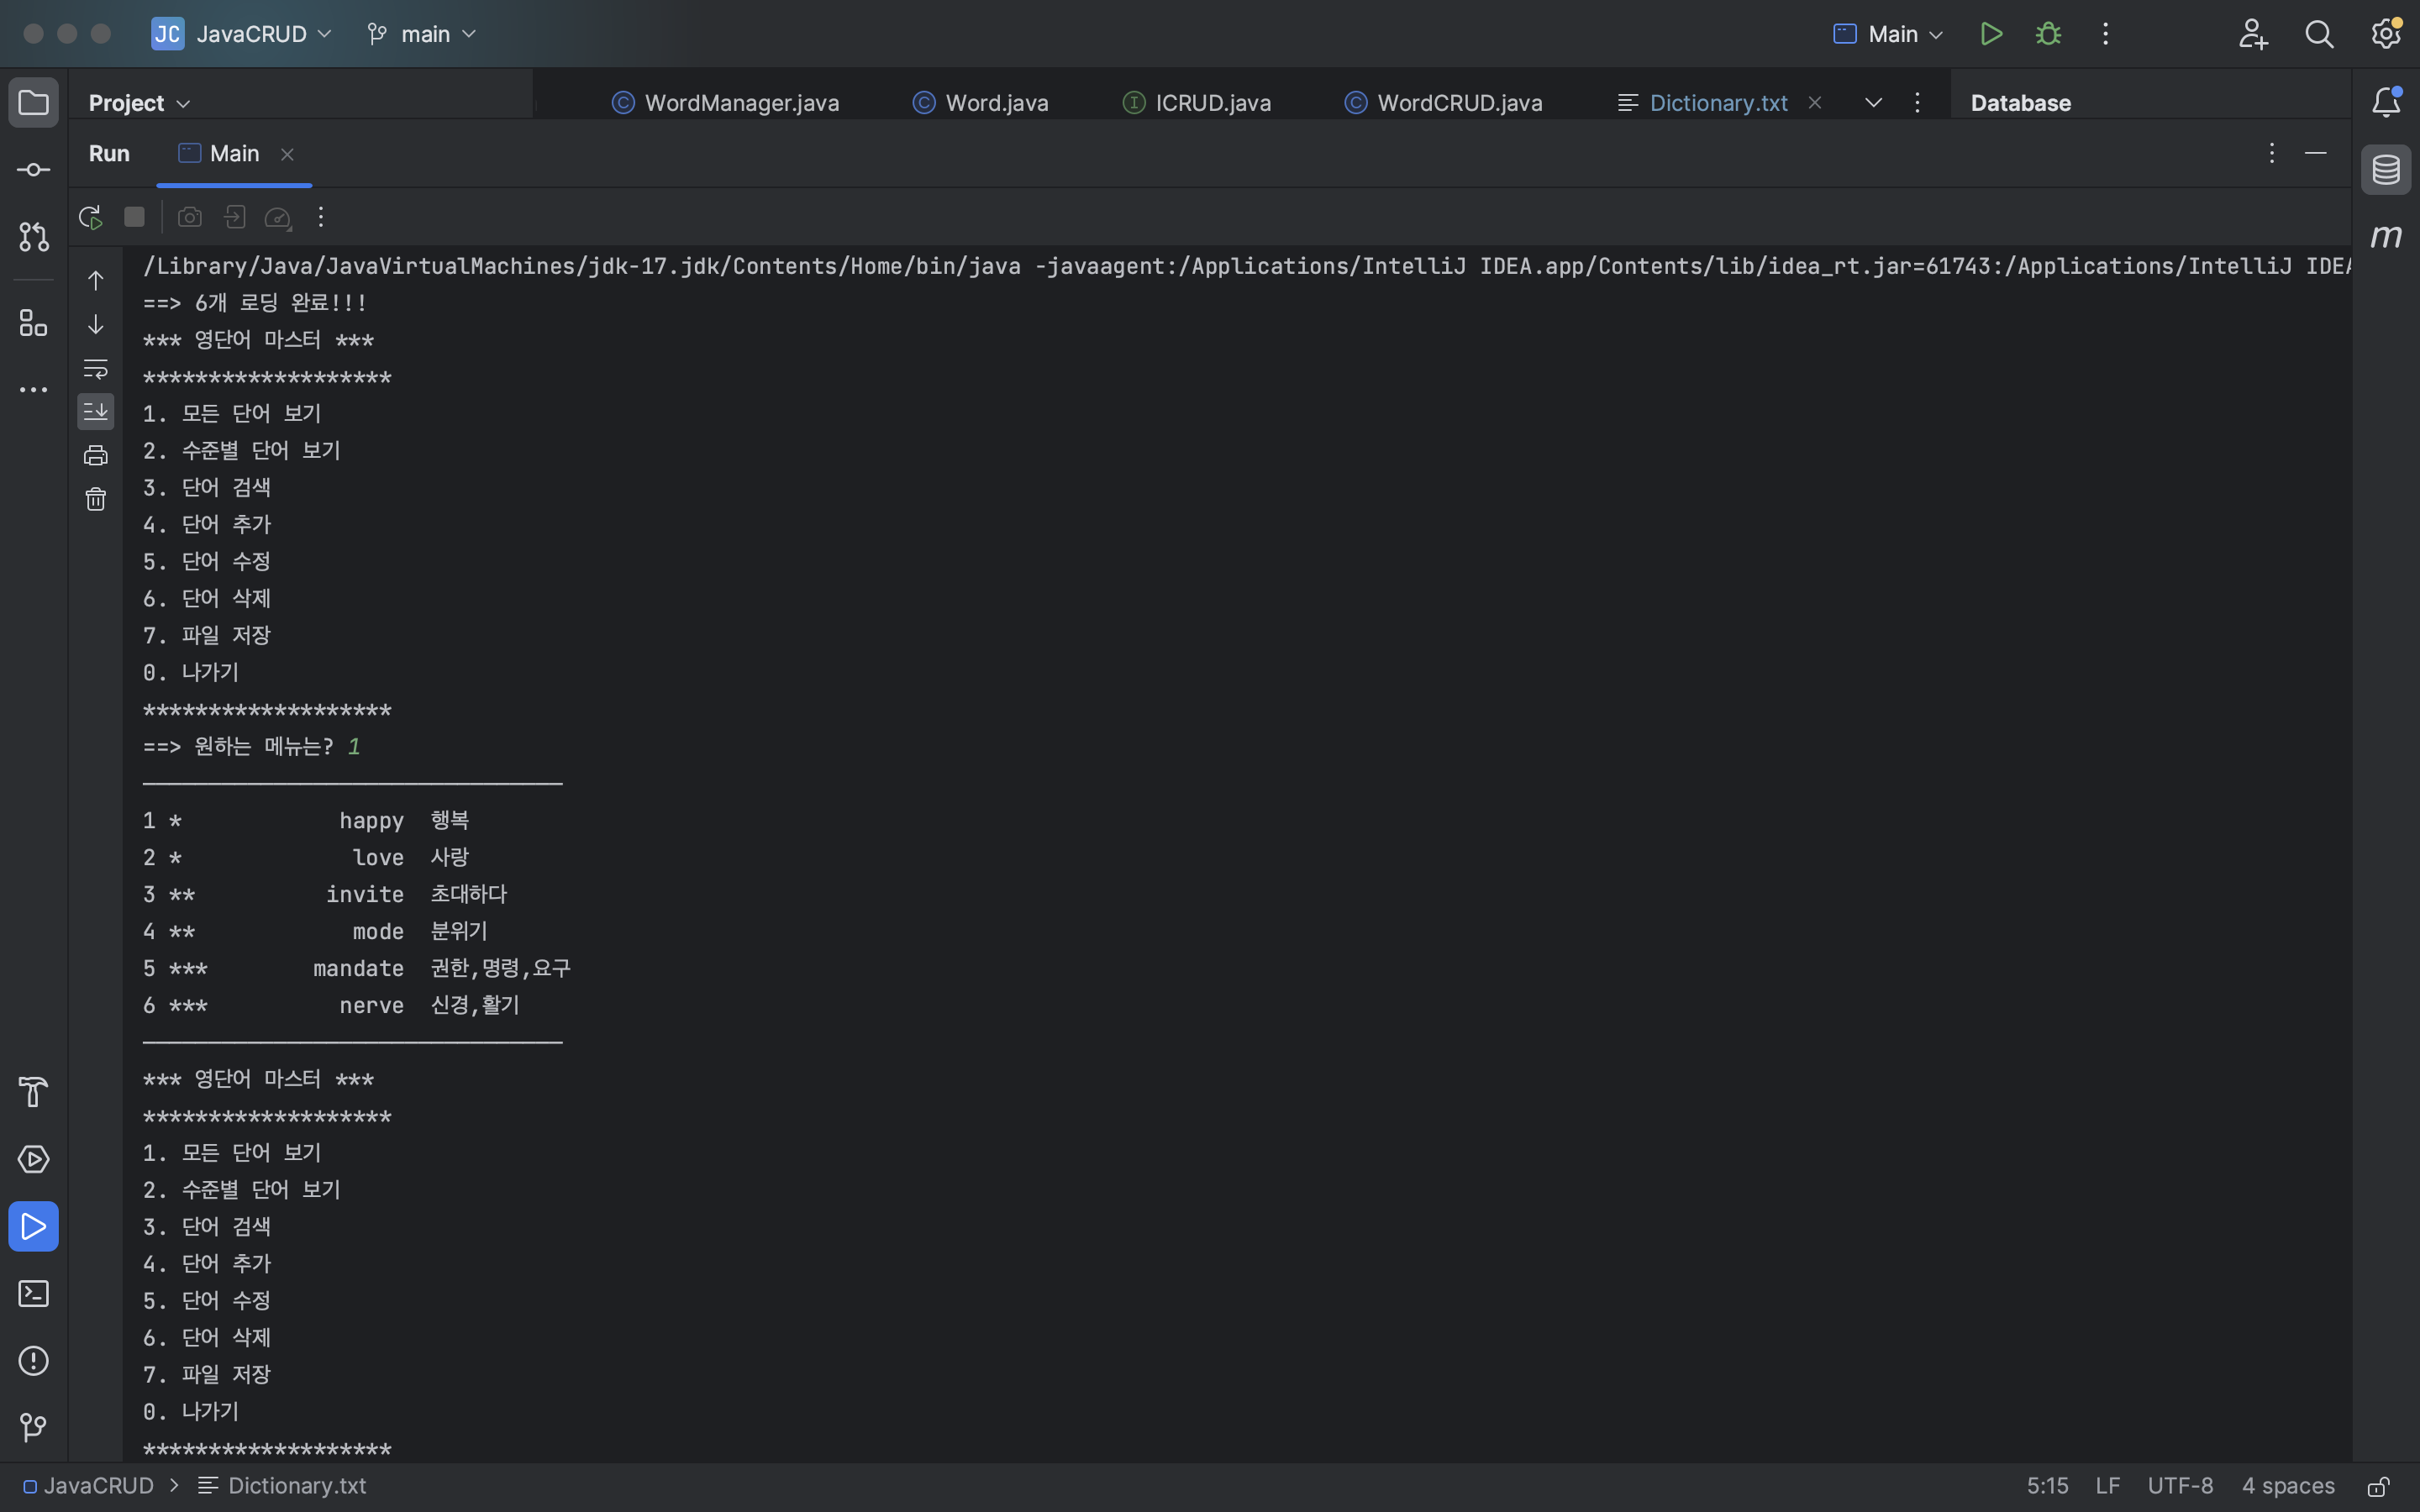 JC JavaCRUD main Main
Project WordManager.java Word.java ICRUD.java WordCRUD.java Dictionary.txt Database
Run Main
/Library/Java/JavaVirtualMachines/jdk-17.jdk/Contents/Home/bin/java -javaagent:/Applications/IntelliJ IDEA.app/Contents/lib/idea_rt.jar=61743:/Applications/IntelliJ IDEA
==> 6개 로딩 완료!!!
*** 영단어 마스터 ***
*******************
1. 모든 단어 보기
2. 수준별 단어 보기
3. 단어 검색
4. 단어 추가
5. 단어 수정
6. 단어 삭제
7. 파일 저장
0. 나가기
*******************
==> 원하는 메뉴는? 1
--------------------------------
1 * happy 행복
2 * love 사랑
3 ** invite 초대하다
4 ** mode 분위기
5 *** mandate 권한,명령,요구
6 *** nerve 신경,활기
--------------------------------
*** 영단어 마스터 ***
*******************
1. 모든 단어 보기
2. 수준별 단어 보기
3. 단어 검색
4. 단어 추가
5. 단어 수정
6. 단어 삭제
7. 파일 저장
0. 나가기
*******************
JavaCRUD > Dictionary.txt 5:15 LF UTF-8 4 spaces